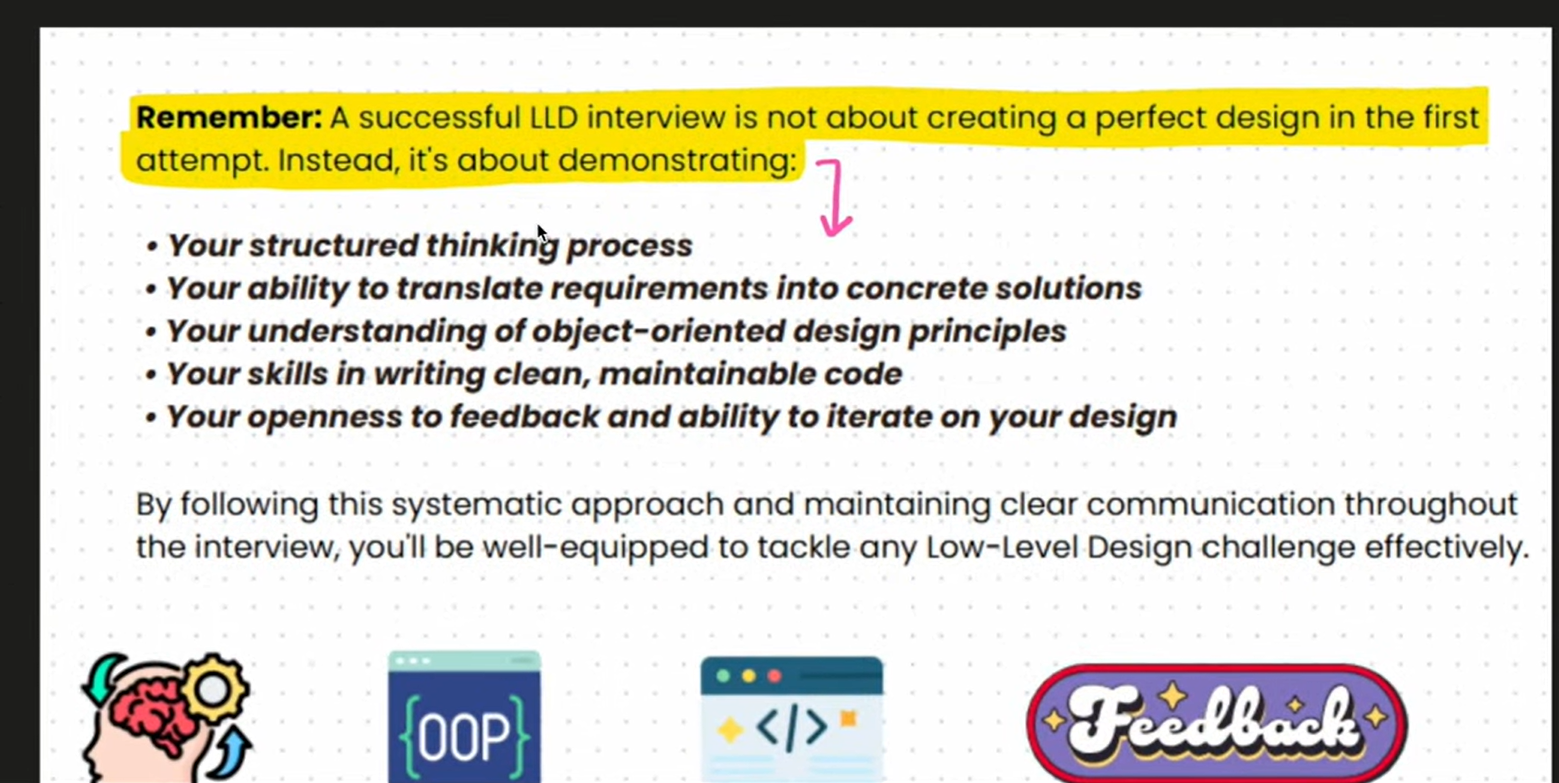 Remember: A successful LLD interview is not about creating a perfect design in the first
attempt. Instead, it's about demonstrating:
• Your structured thinking process
• Your ability to translate requirements into concrete solutions
• Your understanding of object-oriented design principles
• Your skills in writing clean, maintainable code
• Your openness to feedback and ability to iterate on your design
By following this systematic approach and maintaining clear communication throughout
the interview, you'll be well-equipped to tackle any Low-Level Design challenge effectively.
{OOP}
</>
Feedback